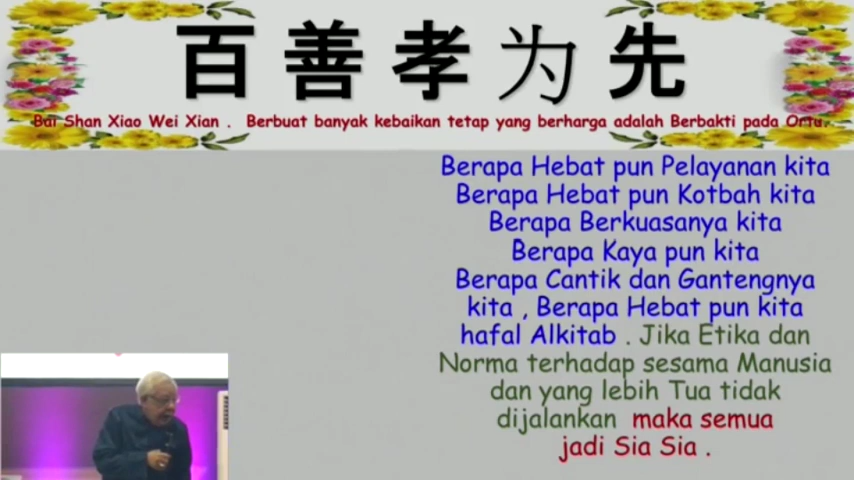 百善孝为先
Bai Shan Xiao Wei Xian . Berbuat banyak kebaikan tetap yang berharga adalah Berbakti pada Ortu.
Berapa Hebat pun Pelayanan kita
Berapa Hebat pun Kotbah kita
Berapa Berkuasanya kita
Berapa Kaya pun kita
Berapa Cantik dan Gantengnya
kita , Berapa Hebat pun kita
hafal Alkitab . Jika Etika dan
Norma terhadap sesama Manusia
dan yang lebih Tua tidak
dijalankan maka semua
jadi Sia Sia .